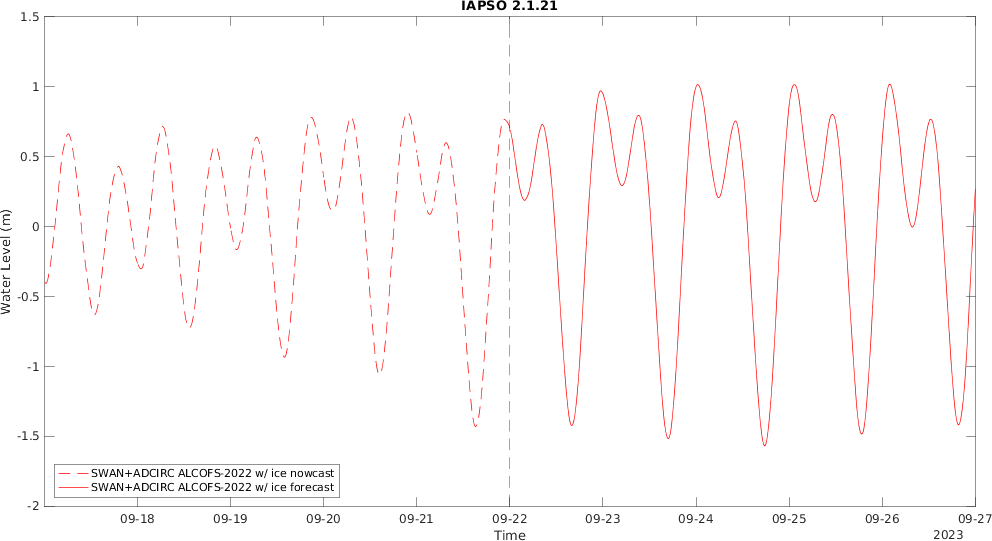 IAPSO 2.1.21
1.5
1
0.5
0
-0.5
-1
-1.5
-2
Water Level (m)
SWAN+ADCIRC ALCOFS-2022 w/ ice nowcast
SWAN+ADCIRC ALCOFS-2022 w/ ice forecast
09-18 09-19 09-20 09-21 09-22 09-23 09-24 09-25 09-26 09-27
Time
2023